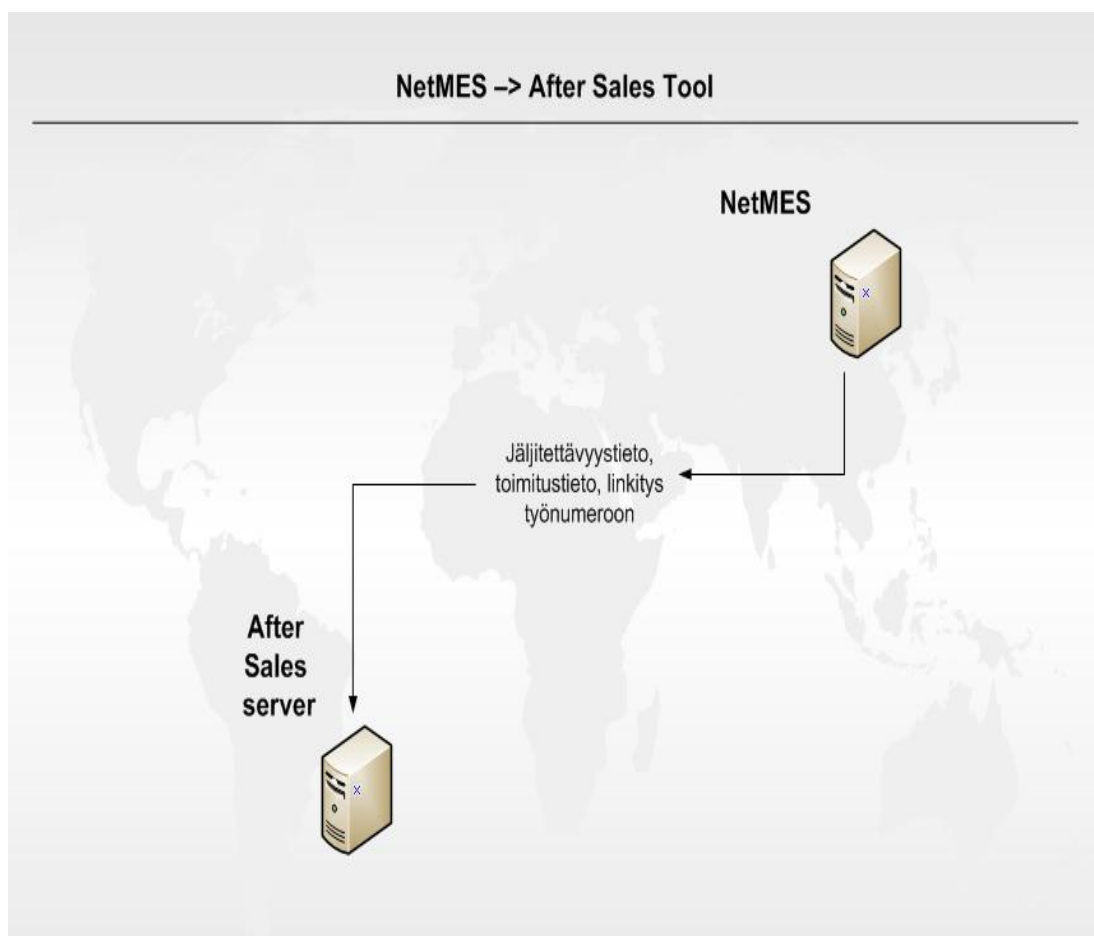 NetMES –> After Sales Tool
NetMES
Jäljitettävyystieto,
toimitustieto, linkitys
työnumeroon
After
Sales
server